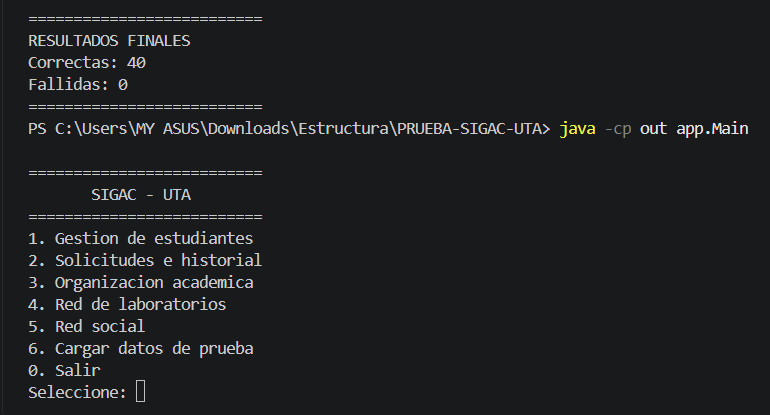 ==========================
RESULTADOS FINALES
Correctas: 40
Fallidas: 0
==========================
PS C:\Users\MY ASUS\Downloads\Estructura\PRUEBA-SIGAC-UTA> java -cp out app.Main
==========================
SIGAC - UTA
==========================
1. Gestion de estudiantes
2. Solicitudes e historial
3. Organizacion academica
4. Red de laboratorios
5. Red social
6. Cargar datos de prueba
0. Salir
Seleccione: